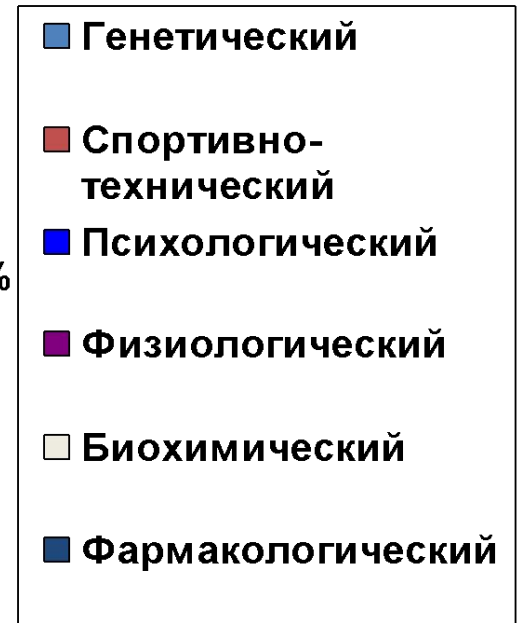 Генетический
Спортивно-
технический
Психологический
%
Физиологический
Биохимический
Фармакологический